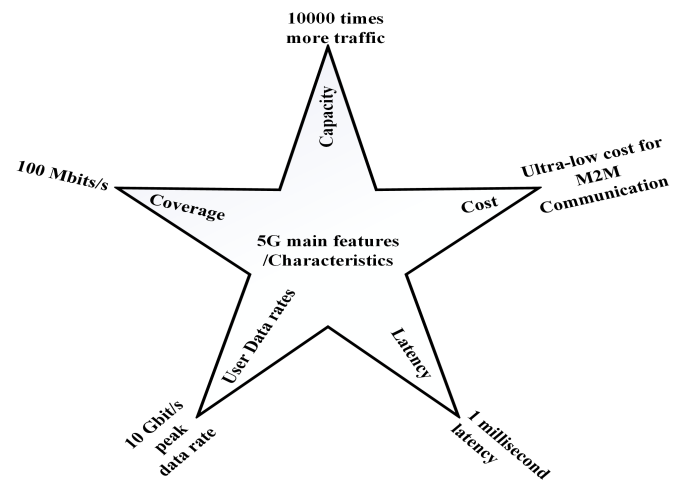 10000 times
more traffic
Capacity
100 Mbits/s
Coverage
Ultra-low cost for
M2M
Communication
Cost
5G main features
/Characteristics
User Data rates
Latency
10 Gbit/s
peak
data rate
1 millisecond
latency